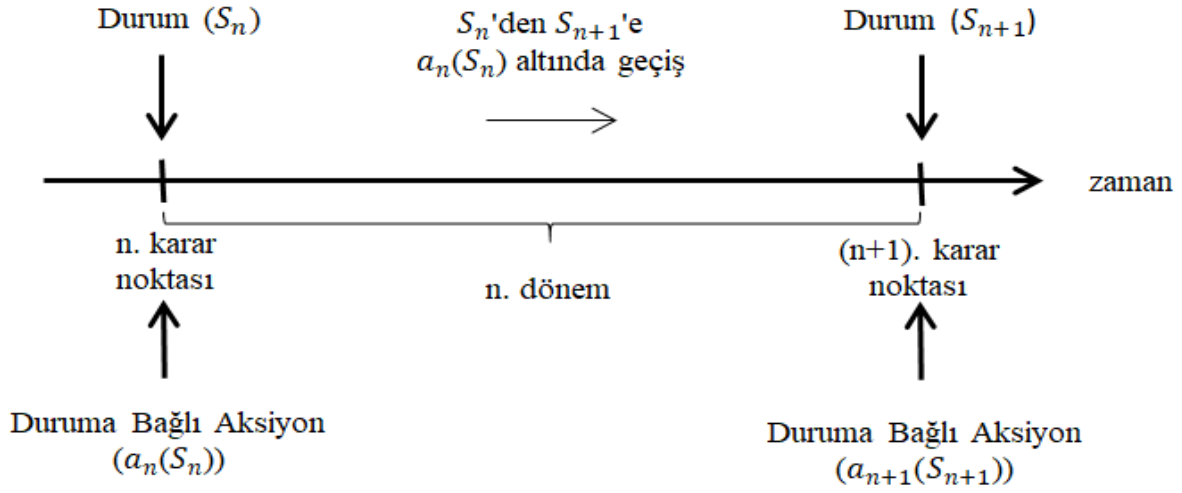 Durum (Sₙ)
Sₙ'den Sₙ₊₁'e
aₙ(Sₙ) altında geçiş
Durum (Sₙ₊₁)
zaman
n. karar
noktası
n. dönem
(n+1). karar
noktası
Duruma Bağlı Aksiyon
(aₙ(Sₙ))
Duruma Bağlı Aksiyon
(aₙ₊₁(Sₙ₊₁))